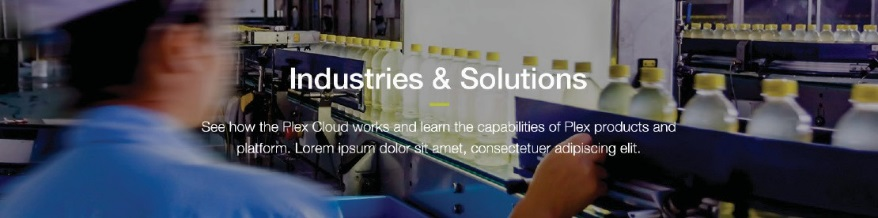 Industries & Solutions
See how the Plex Cloud works and learn the capabilities of Plex products and
platform. Lorem ipsum dolor sit amet, consectetuer adipiscing elit.